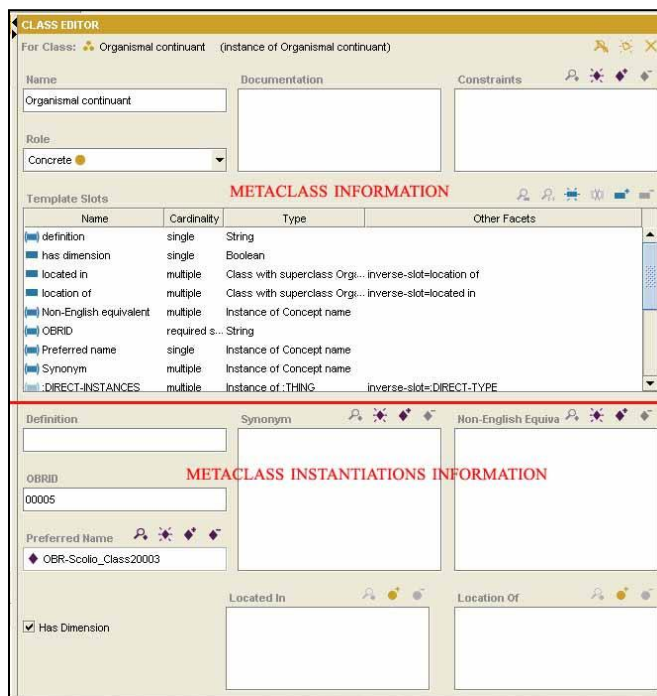 CLASS EDITOR
For Class: Organismal continuant (instance of Organismal continuant)
Name
Documentation
Constraints
Organismal continuant
Role
Concrete
METACLASS INFORMATION
Template Slots
Name Cardinality Type Other Facets
definition single String
has dimension single Boolean
located in multiple Class with superclass Orga... inverse-slot=location of
location of multiple Class with superclass Orga... inverse-slot=located in
Non-English equivalent multiple Instance of Concept name
OBRID required s... String
Preferred name single Instance of Concept name
Synonym multiple Instance of Concept name
:DIRECT-INSTANCES multiple Instance of :THING inverse-slot=:DIRECT-TYPE
Definition
Synonym
Non-English Equiva
METACLASS INSTANTIATIONS INFORMATION
OBRID
00005
Preferred Name
OBR-Scolio_Class20003
Located In
Location Of
Has Dimension